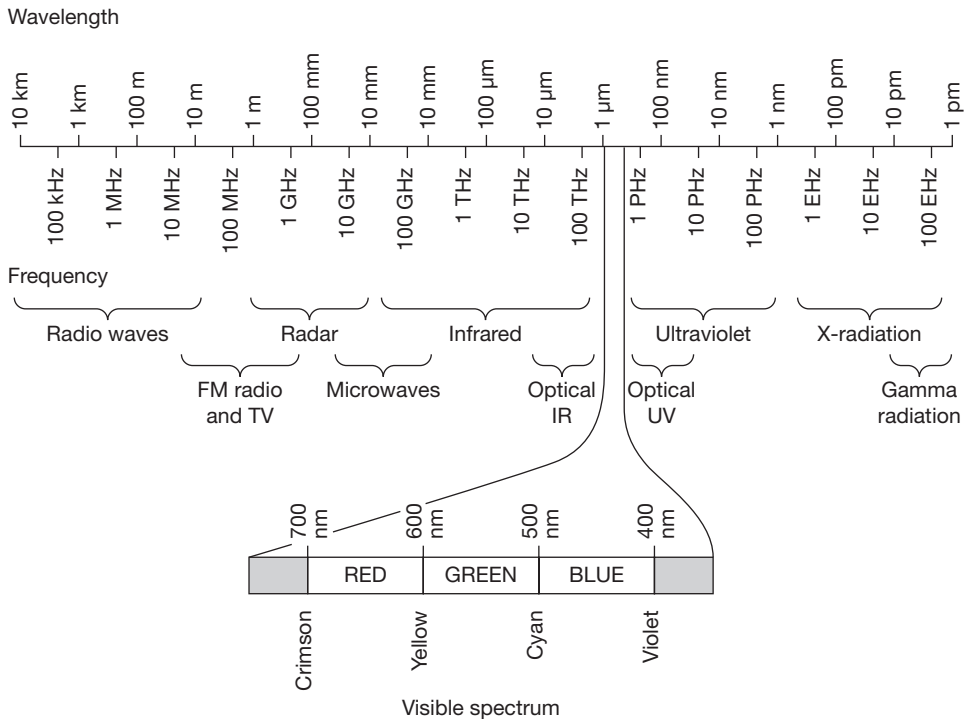 Wavelength
10 km
1 km
100 m
10 m
1 m
100 mm
10 mm
10 mm
100 μm
10 μm
1 μm
100 nm
10 nm
1 nm
100 pm
10 pm
1 pm
100 kHz
1 MHz
10 MHz
100 MHz
1 GHz
10 GHz
100 GHz
1 THz
10 THz
100 THz
1 PHz
10 PHz
100 PHz
1 EHz
10 EHz
100 EHz
Frequency
Radio waves
Radar
Infrared
Ultraviolet
X-radiation
FM radio
and TV
Microwaves
Optical
IR
Optical
UV
Gamma
radiation
700
nm
600
nm
500
nm
400
nm
RED
GREEN
BLUE
Crimson
Yellow
Cyan
Violet
Visible spectrum